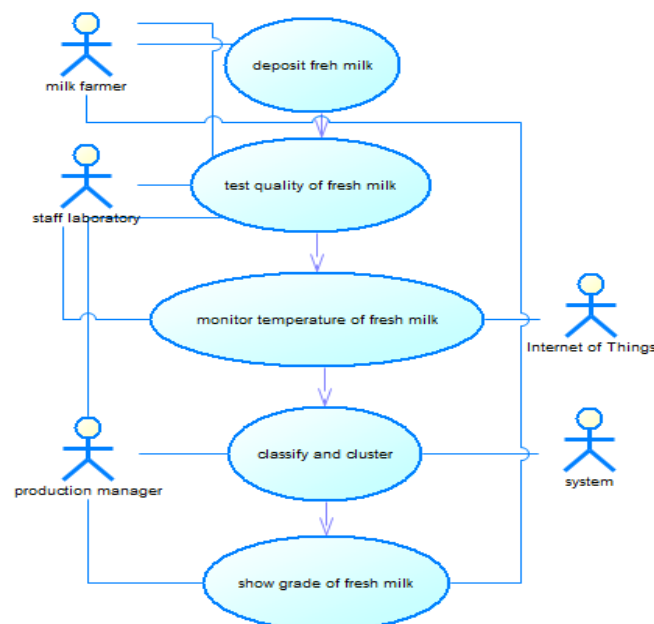 deposit freh milk
milk farmer
test quality of fresh milk
staff laboratory
monitor temperature of fresh milk
Internet of Things
classify and cluster
production manager
system
show grade of fresh milk